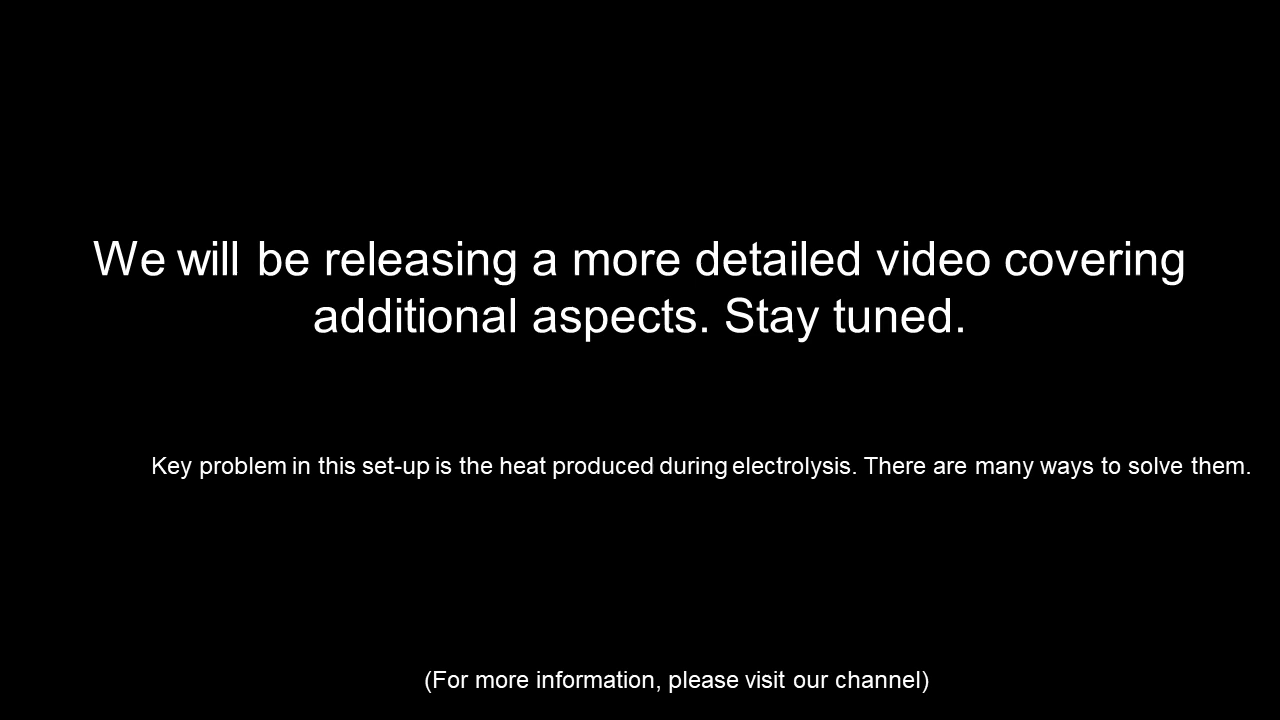 We will be releasing a more detailed video covering
additional aspects. Stay tuned.
Key problem in this set-up is the heat produced during electrolysis. There are many ways to solve them.
(For more information, please visit our channel)